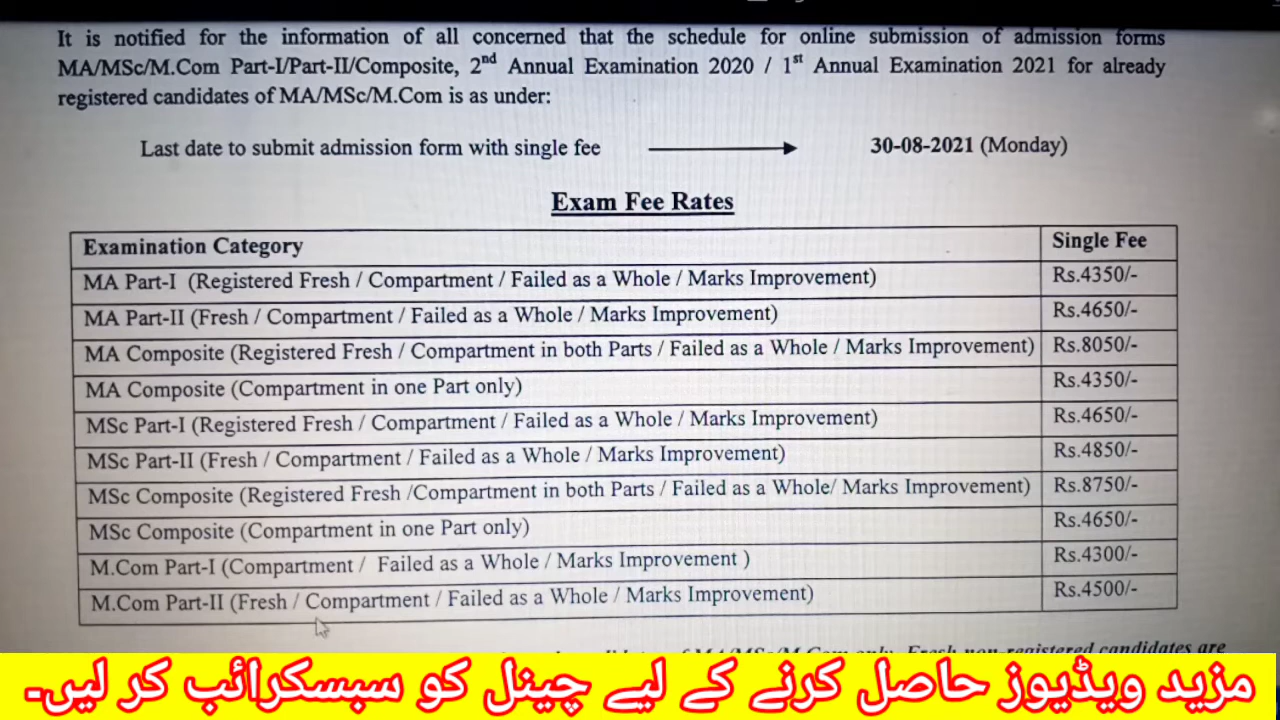 It is notified for the information of all concerned that the schedule for online submission of admission forms
MA/MSc/M.Com Part-I/Part-II/Composite, 2nd Annual Examination 2020 / 1st Annual Examination 2021 for already
registered candidates of MA/MSc/M.Com is as under:
Last date to submit admission form with single fee → 30-08-2021 (Monday)
Exam Fee Rates
Examination Category Single Fee
MA Part-I (Registered Fresh / Compartment / Failed as a Whole / Marks Improvement) Rs.4350/-
MA Part-II (Fresh / Compartment / Failed as a Whole / Marks Improvement) Rs.4650/-
MA Composite (Registered Fresh / Compartment in both Parts / Failed as a Whole / Marks Improvement) Rs.8050/-
MA Composite (Compartment in one Part only) Rs.4350/-
MSc Part-I (Registered Fresh / Compartment / Failed as a Whole / Marks Improvement) Rs.4650/-
MSc Part-II (Fresh / Compartment / Failed as a Whole / Marks Improvement) Rs.4850/-
MSc Composite (Registered Fresh /Compartment in both Parts / Failed as a Whole/ Marks Improvement) Rs.8750/-
MSc Composite (Compartment in one Part only) Rs.4650/-
M.Com Part-I (Compartment / Failed as a Whole / Marks Improvement ) Rs.4300/-
M.Com Part-II (Fresh / Compartment / Failed as a Whole / Marks Improvement) Rs.4500/-
of MA/MSc/M.Com only. Fresh non-registered candidates are
مزید ویڈیوز حاصل کرنے کے لیے چینل کو سبسکرائب کر لیں۔